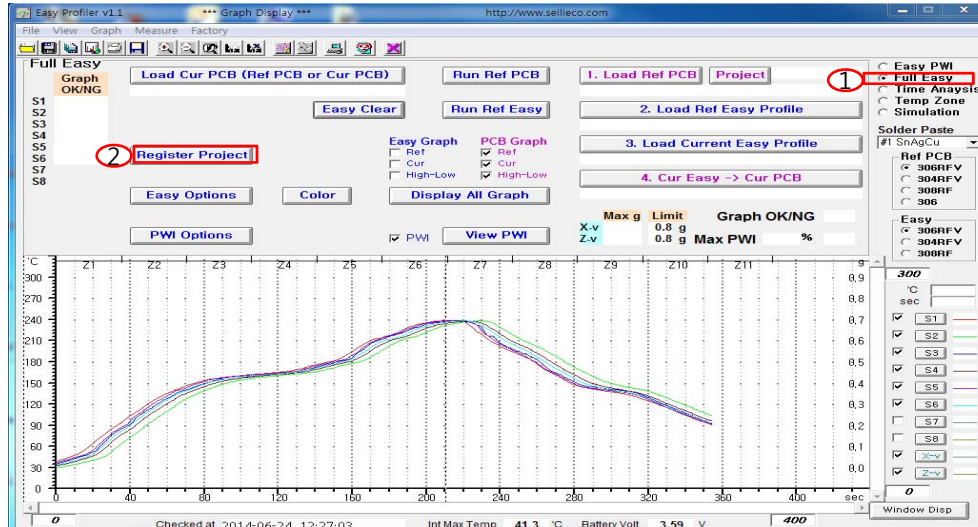 Easy Profiler v1.1 *** Graph Display *** http://www.seilieco.com
File View Graph Measure Factory
Full Easy
Graph
OK/NG
S1
S2
S3
S4
S5
S6
S7
S8
Load Cur PCB (Ref PCB or Cur PCB)
Run Ref PCB
1. Load Ref PCB
Project
Easy Clear
Run Ref Easy
2. Load Ref Easy Profile
2
Register Project
Easy Graph PCB Graph
Ref Ref
Cur Cur
High-Low High-Low
3. Load Current Easy Profile
4. Cur Easy -> Cur PCB
Easy Options
Color
Display All Graph
PWI Options
PWI
View PWI
Max g Limit Graph OK/NG
X-v 0.8 g
Z-v 0.8 g Max PWI %
1
Easy PWI
Full Easy
Time Anaysis
Temp Zone
Simulation
Solder Paste
#1 SnAgCu
Ref PCB
306RFV
304RFV
308RF
306
Easy
306RFV
304RFV
308RF
'C Z1 Z2 Z3 Z4 Z5 Z6 Z7 Z8 Z9 Z10 Z11 g
300 0,9
270 0,8
240 0,7
210 0,6
180 0,5
150 0,4
120 0,3
90 0,2
60 0,1
30 0,0
0
0 40 80 120 160 200 240 280 320 360 400 sec
300
'C
sec
S1
S2
S3
S4
S5
S6
S7
S8
X-v
Z-v
0
Window Disp
0 Checked at 2014-06-24 12:27:03 Int Max Temp 41.3 'C Battery Volt 3.59 V 400